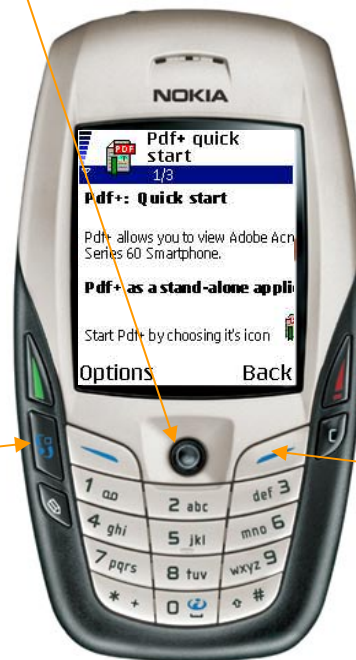 NOKIA
Pdf+ quick
start
1/3
Pdf+: Quick start
Pdf+ allows you to view Adobe Acr
Series 60 Smartphone.
Pdf+ as a stand-alone appli
Start Pdf+ by choosing it's icon
Options Back
1
2 abc
def 3
4 ghi
5 jkl
mno 6
7 pqrs
8 tuv
wxyz 9
* +
0
#
C
PDF